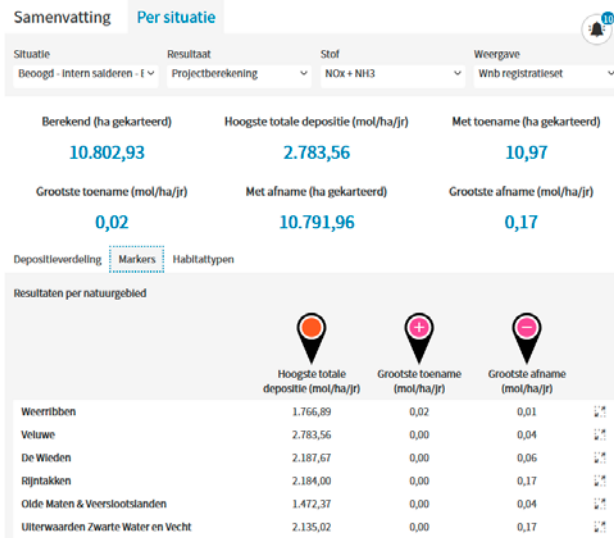 Samenvatting Per situatie
10
Situatie Resultaat Stof Weergave
Beoogd - Intern salderen - E Projectberekening NOx + NH3 Wnb registratieset
Berekend (ha gekarteerd) Hoogste totale depositie (mol/ha/jr) Met toename (ha gekarteerd)
10.802,93 2.783,56 10,97
Grootste toename (mol/ha/jr) Met afname (ha gekarteerd) Grootste afname (mol/ha/jr)
0,02 10.791,96 0,17
Depositieverdeling Markers Habitattypen
Resultaten per natuurgebied
Hoogste totale Grootste toename Grootste afname
depositie (mol/ha/jr) (mol/ha/jr) (mol/ha/jr)
Weerribben 1.766,89 0,02 0,01
Veluwe 2.783,56 0,00 0,04
De Wieden 2.187,67 0,00 0,06
Rijntakken 2.184,00 0,00 0,17
Olde Maten & Veerslootslanden 1.472,37 0,00 0,04
Uiterwaarden Zwarte Water en Vecht 2.135,02 0,00 0,17